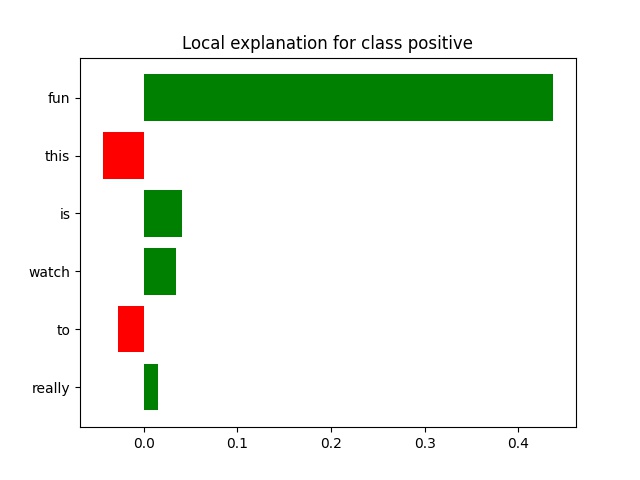 Local explanation for class positive
fun
this
is
watch
to
really
0.0 0.1 0.2 0.3 0.4